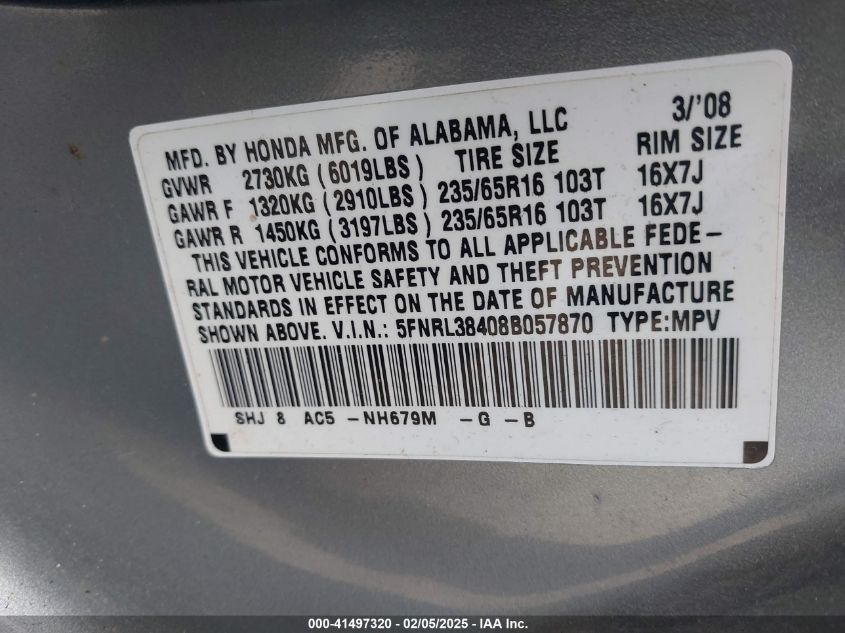 MFD. BY HONDA MFG. OF ALABAMA, LLC 3/'08
GVWR 2730KG (6019LBS) TIRE SIZE RIM SIZE
GAWR F 1320KG (2910LBS) 235/65R16 103T 16X7J
GAWR R 1450KG (3197LBS) 235/65R16 103T 16X7J
THIS VEHICLE CONFORMS TO ALL APPLICABLE FEDE-
RAL MOTOR VEHICLE SAFETY AND THEFT PREVENTION
STANDARDS IN EFFECT ON THE DATE OF MANUFACTURE
SHOWN ABOVE. V.I.N.: 5FNRL38408B057870 TYPE:MPV
SHJ 8 AC5 -NH679M -G -B
000-41497320 - 02/05/2025 - IAA Inc.